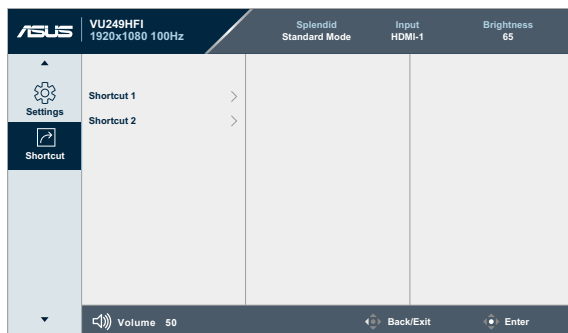 ASUS
VU249HFI
1920x1080 100Hz
Splendid
Standard Mode
Input
HDMI-1
Brightness
65
Settings
Shortcut
Shortcut 1
Shortcut 2
Volume 50
Back/Exit
Enter